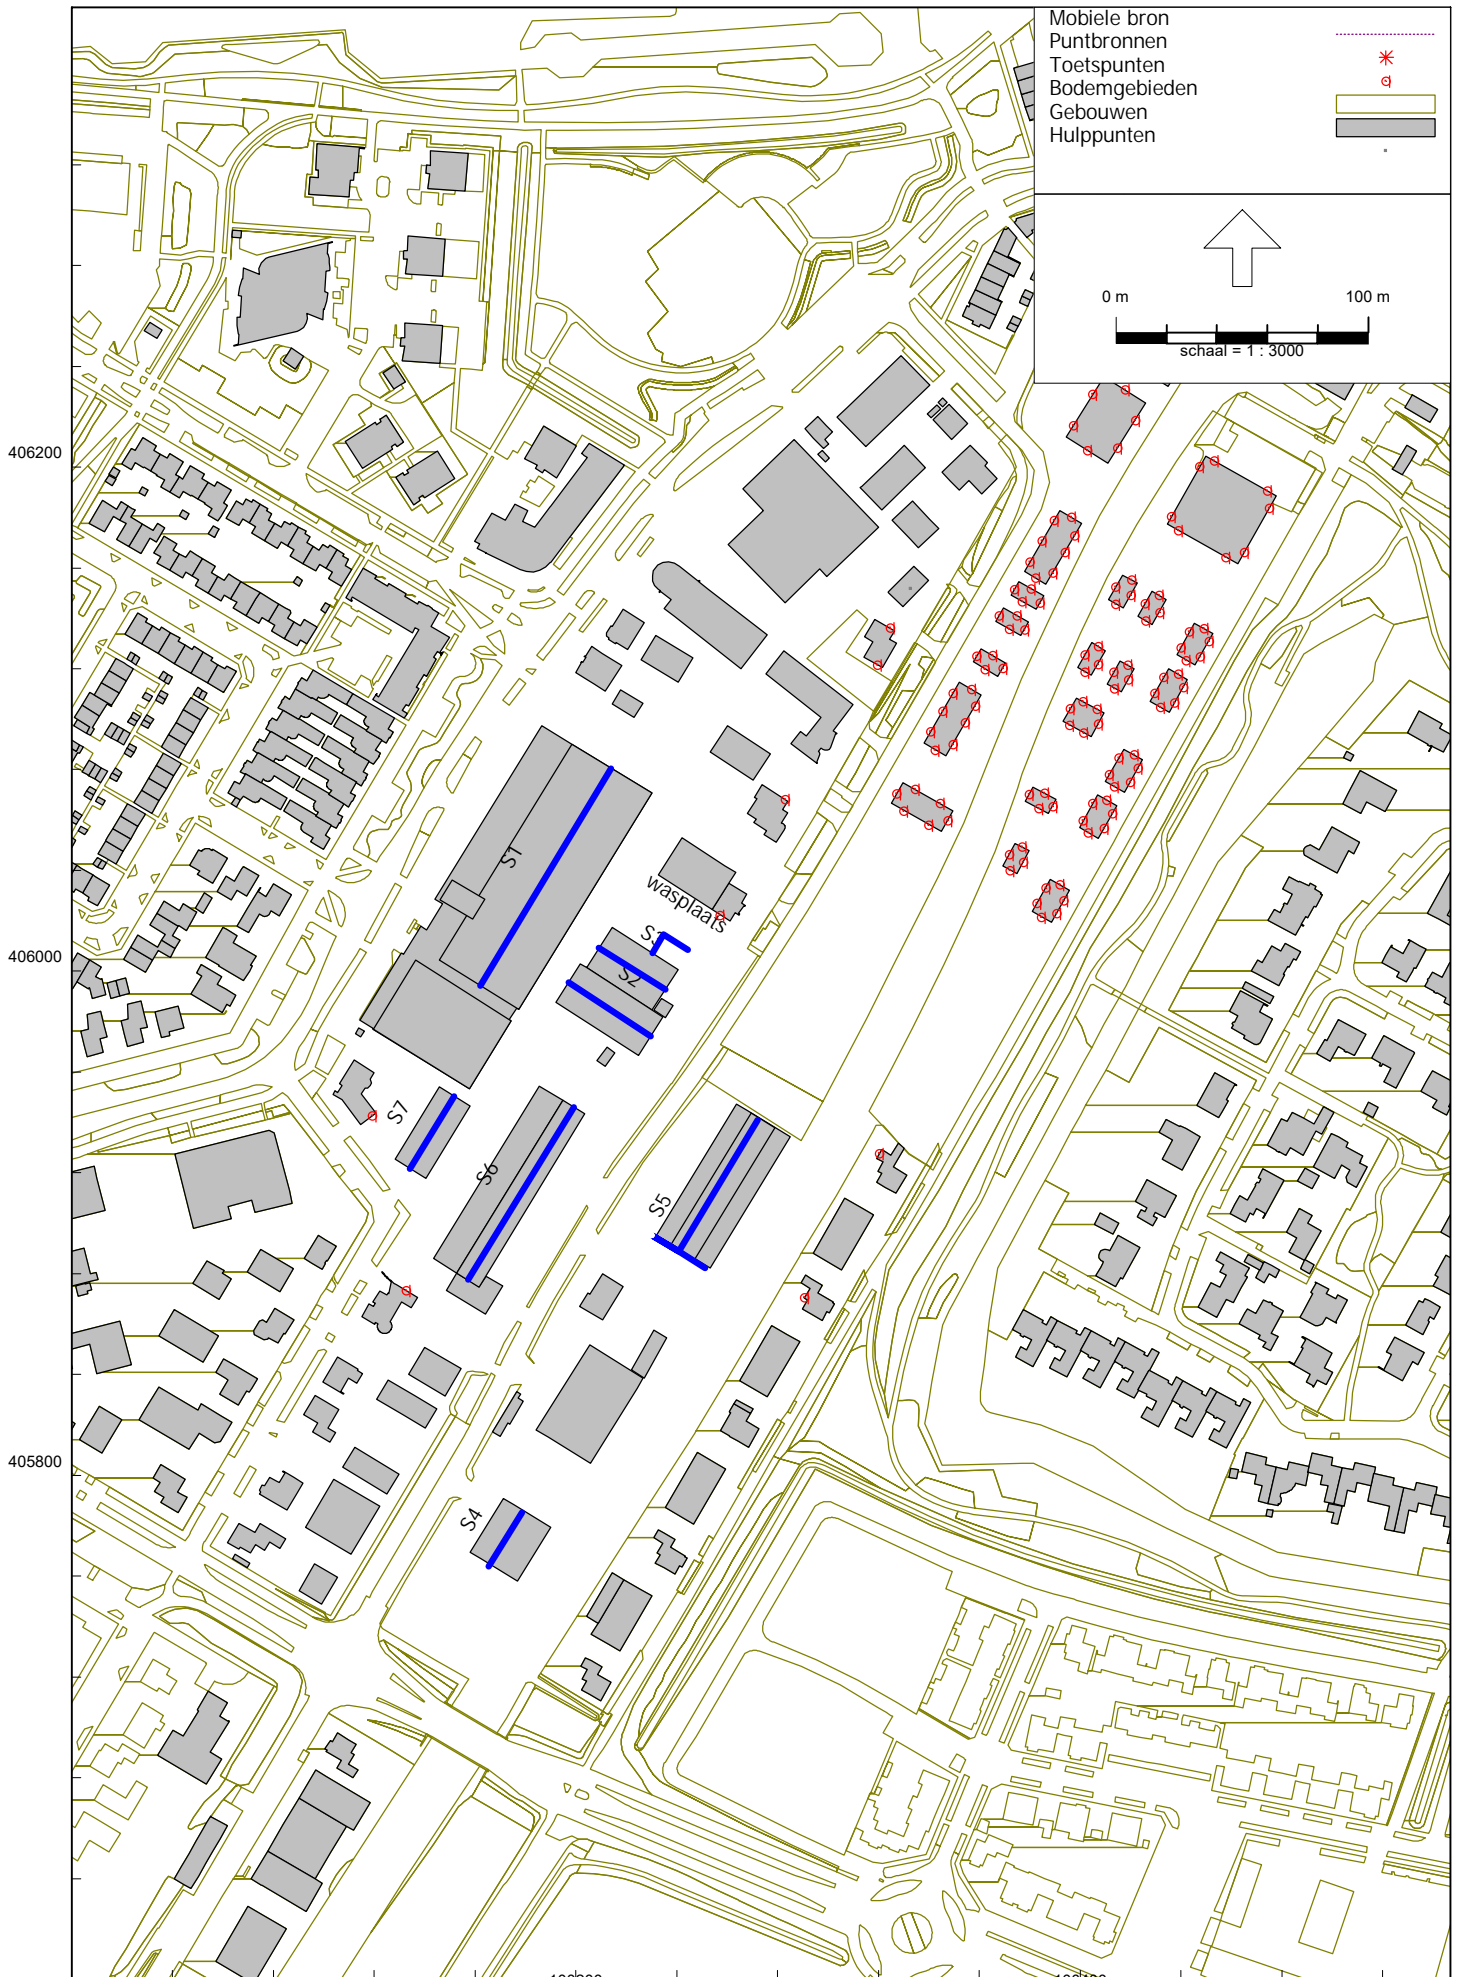 Mobiele bron
Puntbronnen
Toetspunten
Bodemgebieden
Gebouwen
Hulppunten
0 m 100 m
schaal = 1 : 3000
406200
S1
wasplaats
S3
406000
S2
S7
S6
S5
405800
S4